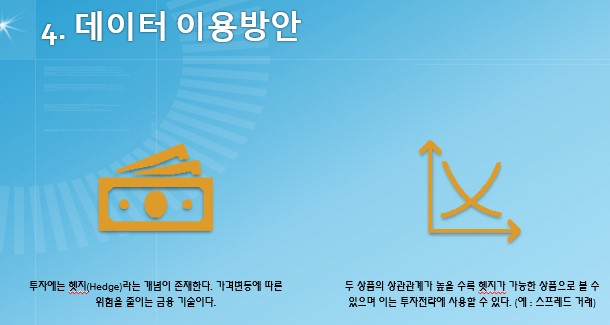 4. 데이터 이용방안
투자에는 헷지(Hedge)라는 개념이 존재한다. 가격변동에 따른
위험을 줄이는 금융 기술이다.
두 상품의 상관관계가 높을 수록 헷지가 가능한 상품으로 볼 수
있으며 이는 투자전략에 사용할 수 있다. (예 : 스프레드 거래)